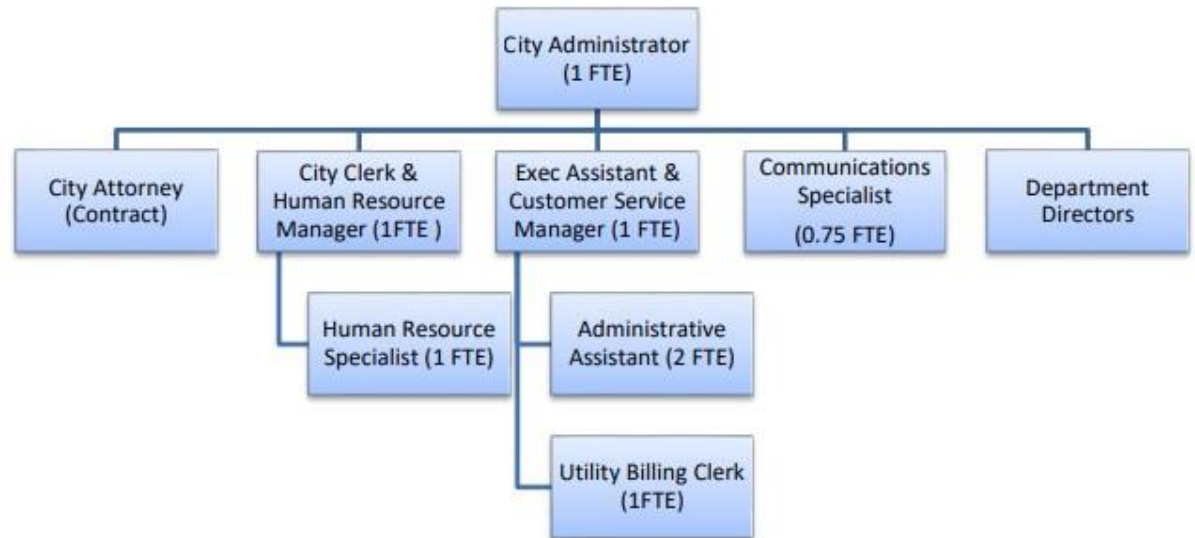 City Administrator
(1 FTE)
City Attorney
(Contract)
City Clerk &
Human Resource
Manager (1FTE )
Exec Assistant &
Customer Service
Manager (1 FTE)
Communications
Specialist
(0.75 FTE)
Department
Directors
Human Resource
Specialist (1 FTE)
Administrative
Assistant (2 FTE)
Utility Billing Clerk
(1FTE)